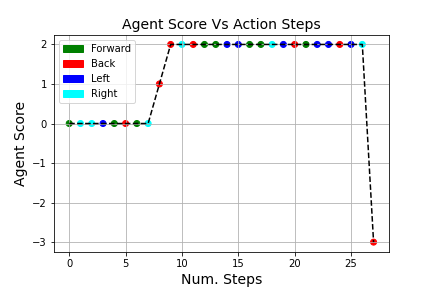 Agent Score Vs Action Steps
2
1
0
−1
−2
−3
Agent Score
Forward
Back
Left
Right
0 5 10 15 20 25
Num. Steps